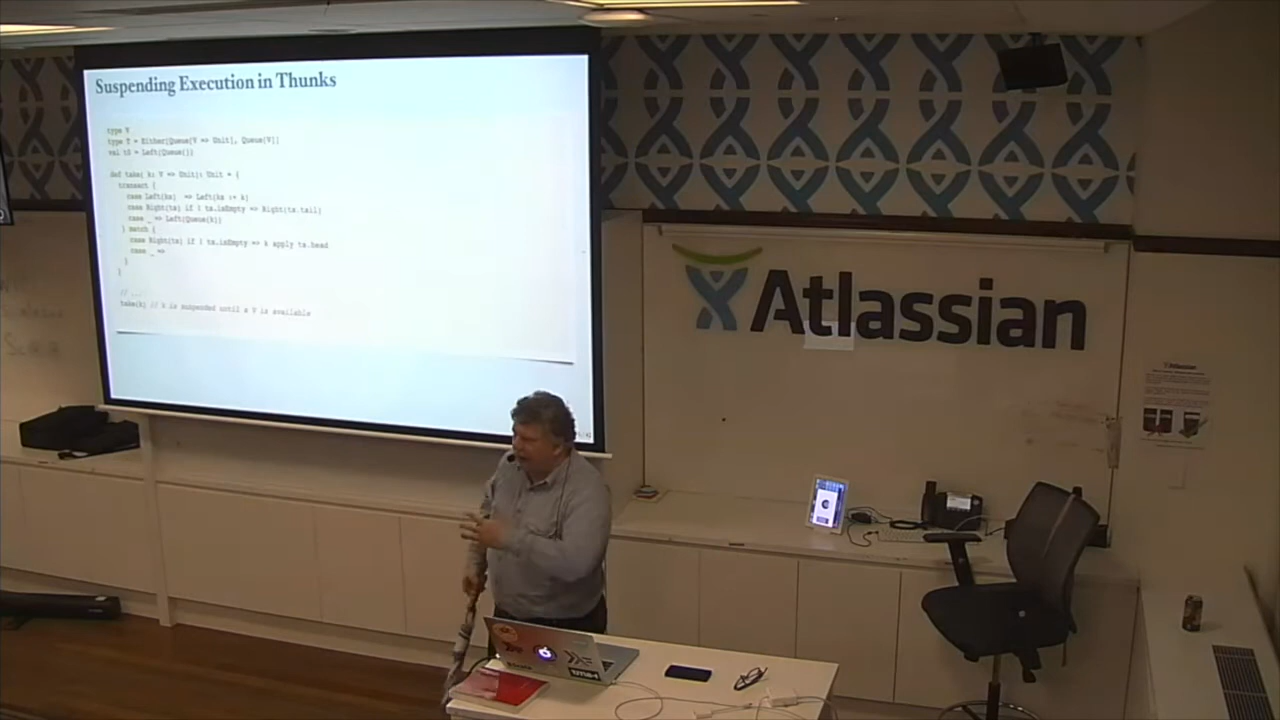 Suspending Execution in Thunks
type V
type T = Either[Queue[V => Unit], Queue[V]]
val t0 = Left(Queue())
def take( k: V => Unit): Unit = {
transact {
case Left(ks) => Left(ks :+ k)
case Right(ts) if ! ts.isEmpty => Right(ts.tail)
case _ => Left(Queue(k))
} match {
case Right(ts) if ! ts.isEmpty => k apply ts.head
case _ =>
}
}
// ...
take(k) // k is suspended until a V is available
Atlassian
Atlassian